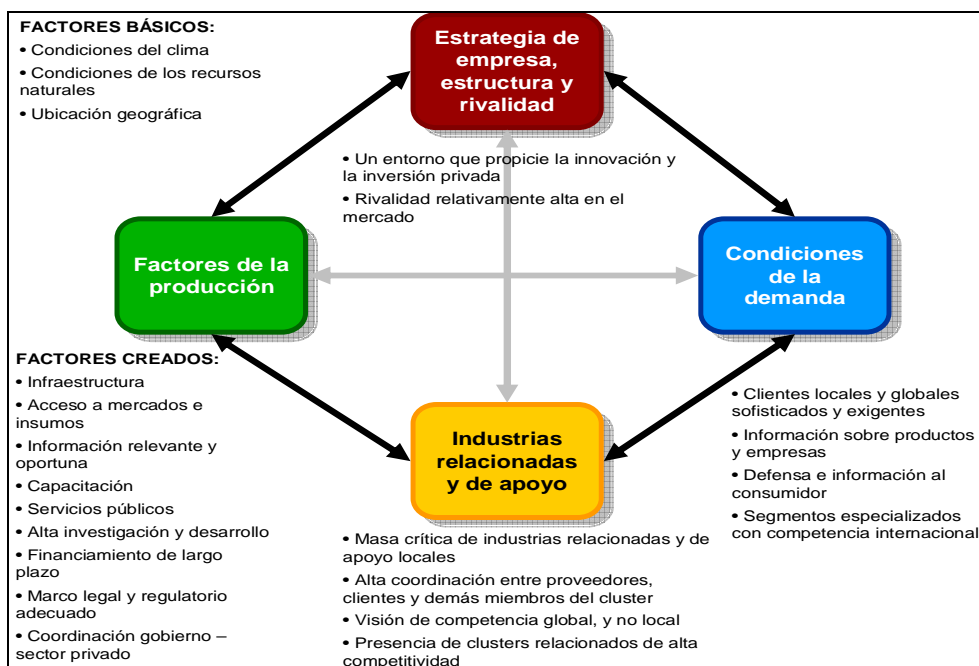 FACTORES BÁSICOS:
• Condiciones del clima
• Condiciones de los recursos
naturales
• Ubicación geográfica
Estrategia de
empresa,
estructura y
rivalidad
• Un entorno que propicie la innovación y
la inversión privada
• Rivalidad relativamente alta en el
mercado
Factores de la
producción
Condiciones
de la
demanda
FACTORES CREADOS:
• Infraestructura
• Acceso a mercados e
insumos
• Información relevante y
oportuna
• Capacitación
• Servicios públicos
• Alta investigación y desarrollo
• Financiamiento de largo
plazo
• Marco legal y regulatorio
adecuado
• Coordinación gobierno –
sector privado
Industrias
relacionadas
y de apoyo
• Masa crítica de industrias relacionadas y de
apoyo locales
• Alta coordinación entre proveedores,
clientes y demás miembros del cluster
• Visión de competencia global, y no local
• Presencia de clusters relacionados de alta
competitividad
• Clientes locales y globales
sofisticados y exigentes
• Información sobre productos
y empresas
• Defensa e información al
consumidor
• Segmentos especializados
con competencia internacional